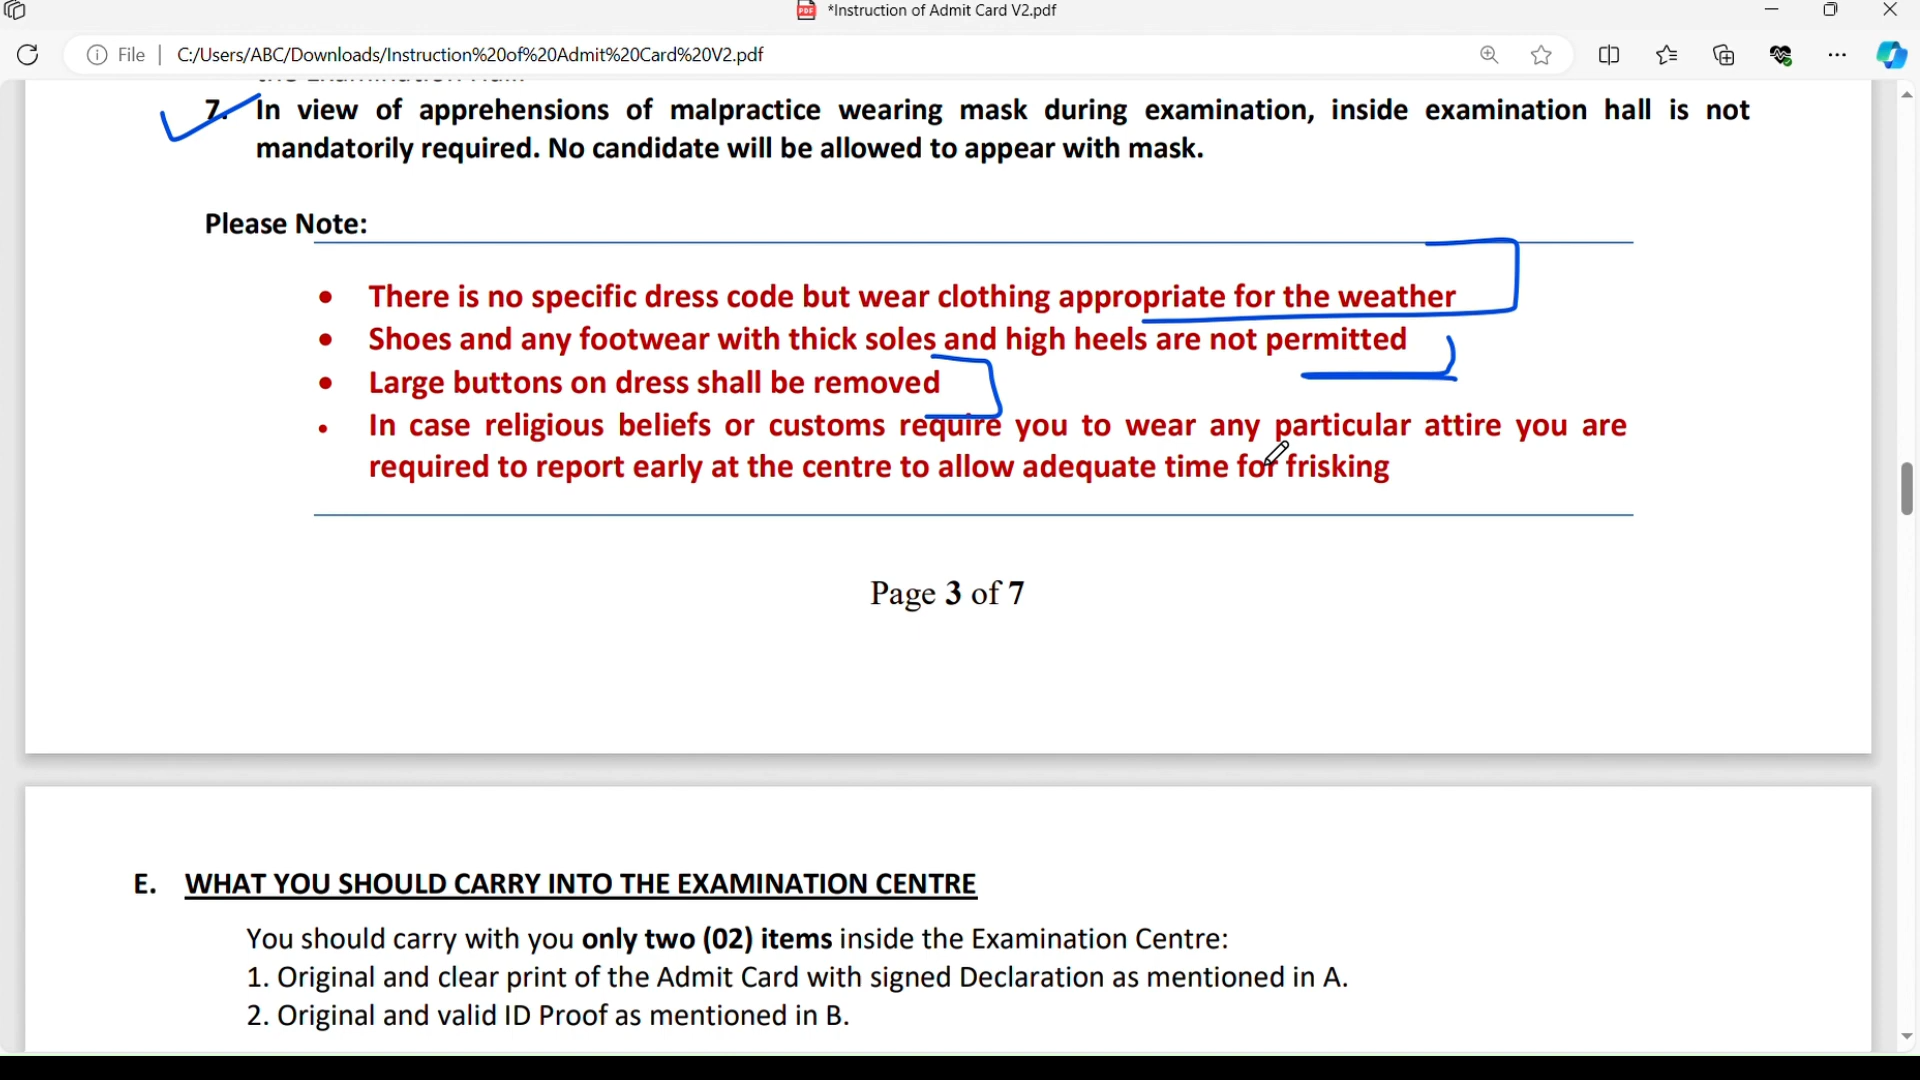 *Instruction of Admit Card V2.pdf
File
C:/Users/ABC/Downloads/Instruction%20of%20Admit%20Card%20V2.pdf
7. In view of apprehensions of malpractice wearing mask during examination, inside examination hall is not
mandatorily required. No candidate will be allowed to appear with mask.
Please Note:
• There is no specific dress code but wear clothing appropriate for the weather
• Shoes and any footwear with thick soles and high heels are not permitted
• Large buttons on dress shall be removed
• In case religious beliefs or customs require you to wear any particular attire you are
required to report early at the centre to allow adequate time for frisking
Page 3 of 7
E. WHAT YOU SHOULD CARRY INTO THE EXAMINATION CENTRE
You should carry with you only two (02) items inside the Examination Centre:
1. Original and clear print of the Admit Card with signed Declaration as mentioned in A.
2. Original and valid ID Proof as mentioned in B.